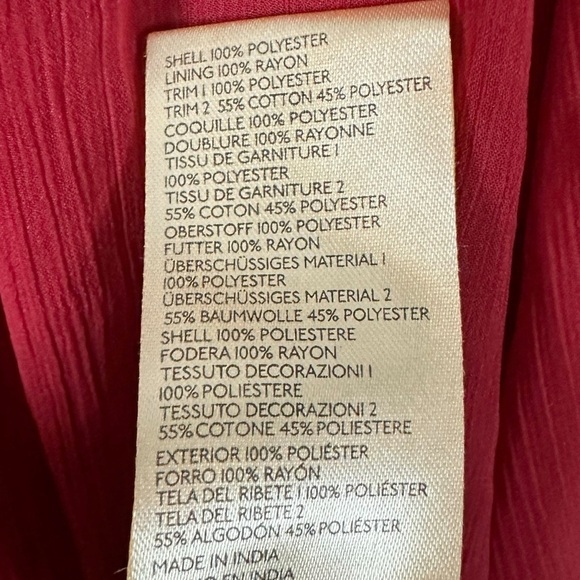 SHELL 100% POLYESTER
LINING 100% RAYON
TRIM 1 100% POLYESTER
TRIM 2 55% COTTON 45% POLYESTER
COQUILLE 100% POLYESTER
DOUBLURE 100% RAYONNE
TISSU DE GARNITURE 1
100% POLYESTER
TISSU DE GARNITURE 2
55% COTON 45% POLYESTER
OBERSTOFF 100% POLYESTER
FUTTER 100% RAYON
ÜBERSCHÜSSIGES MATERIAL 1
100% POLYESTER
ÜBERSCHÜSSIGES MATERIAL 2
55% BAUMWOLLE 45% POLYESTER
SHELL 100% POLIESTERE
FODERA 100% RAYON
TESSUTO DECORAZIONI 1
100% POLIESTERE
TESSUTO DECORAZIONI 2
55% COTONE 45% POLIESTERE
EXTERIOR 100% POLIÉSTER
FORRO 100% RAYÓN
TELA DEL RIBETE 1 100% POLIÉSTER
TELA DEL RIBETE 2
55% ALGODÓN 45% POLIÉSTER
MADE IN INDIA
EN INDIA